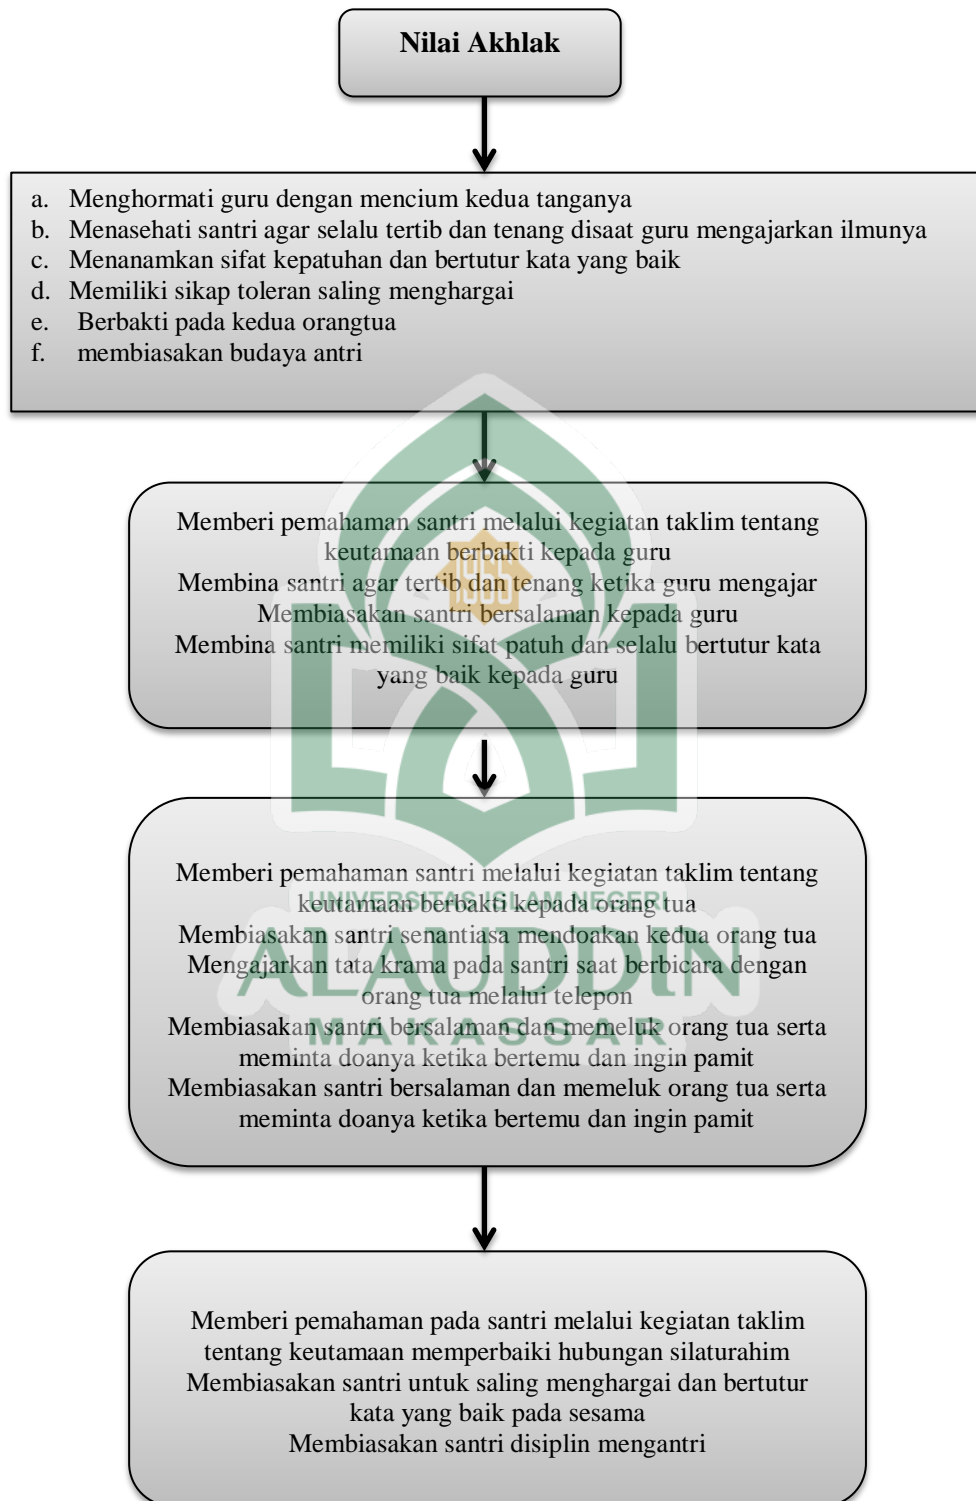 Nilai Akhlak
a. Menghormati guru dengan mencium kedua tanganya
b. Menasehati santri agar selalu tertib dan tenang disaat guru mengajarkan ilmunya
c. Menanamkan sifat kepatuhan dan bertutur kata yang baik
d. Memiliki sikap toleran saling menghargai
e. Berbakti pada kedua orangtua
f. membiasakan budaya antri
Memberi pemahaman santri melalui kegiatan taklim tentang
keutamaan berbakti kepada guru
Membina santri agar tertib dan tenang ketika guru mengajar
Membiasakan santri bersalaman kepada guru
Membina santri memiliki sifat patuh dan selalu bertutur kata
yang baik kepada guru
1965
Memberi pemahaman santri melalui kegiatan taklim tentang
keutamaan berbakti kepada orang tua
Membiasakan santri senantiasa mendoakan kedua orang tua
Mengajarkan tata krama pada santri saat berbicara dengan
orang tua melalui telepon
Membiasakan santri bersalaman dan memeluk orang tua serta
meminta doanya ketika bertemu dan ingin pamit
Membiasakan santri bersalaman dan memeluk orang tua serta
meminta doanya ketika bertemu dan ingin pamit
UNIVERSITAS ISLAM NEGERI
ALAUDDIN
MAKASSAR
Memberi pemahaman pada santri melalui kegiatan taklim
tentang keutamaan memperbaiki hubungan silaturahim
Membiasakan santri untuk saling menghargai dan bertutur
kata yang baik pada sesama
Membiasakan santri disiplin mengantri